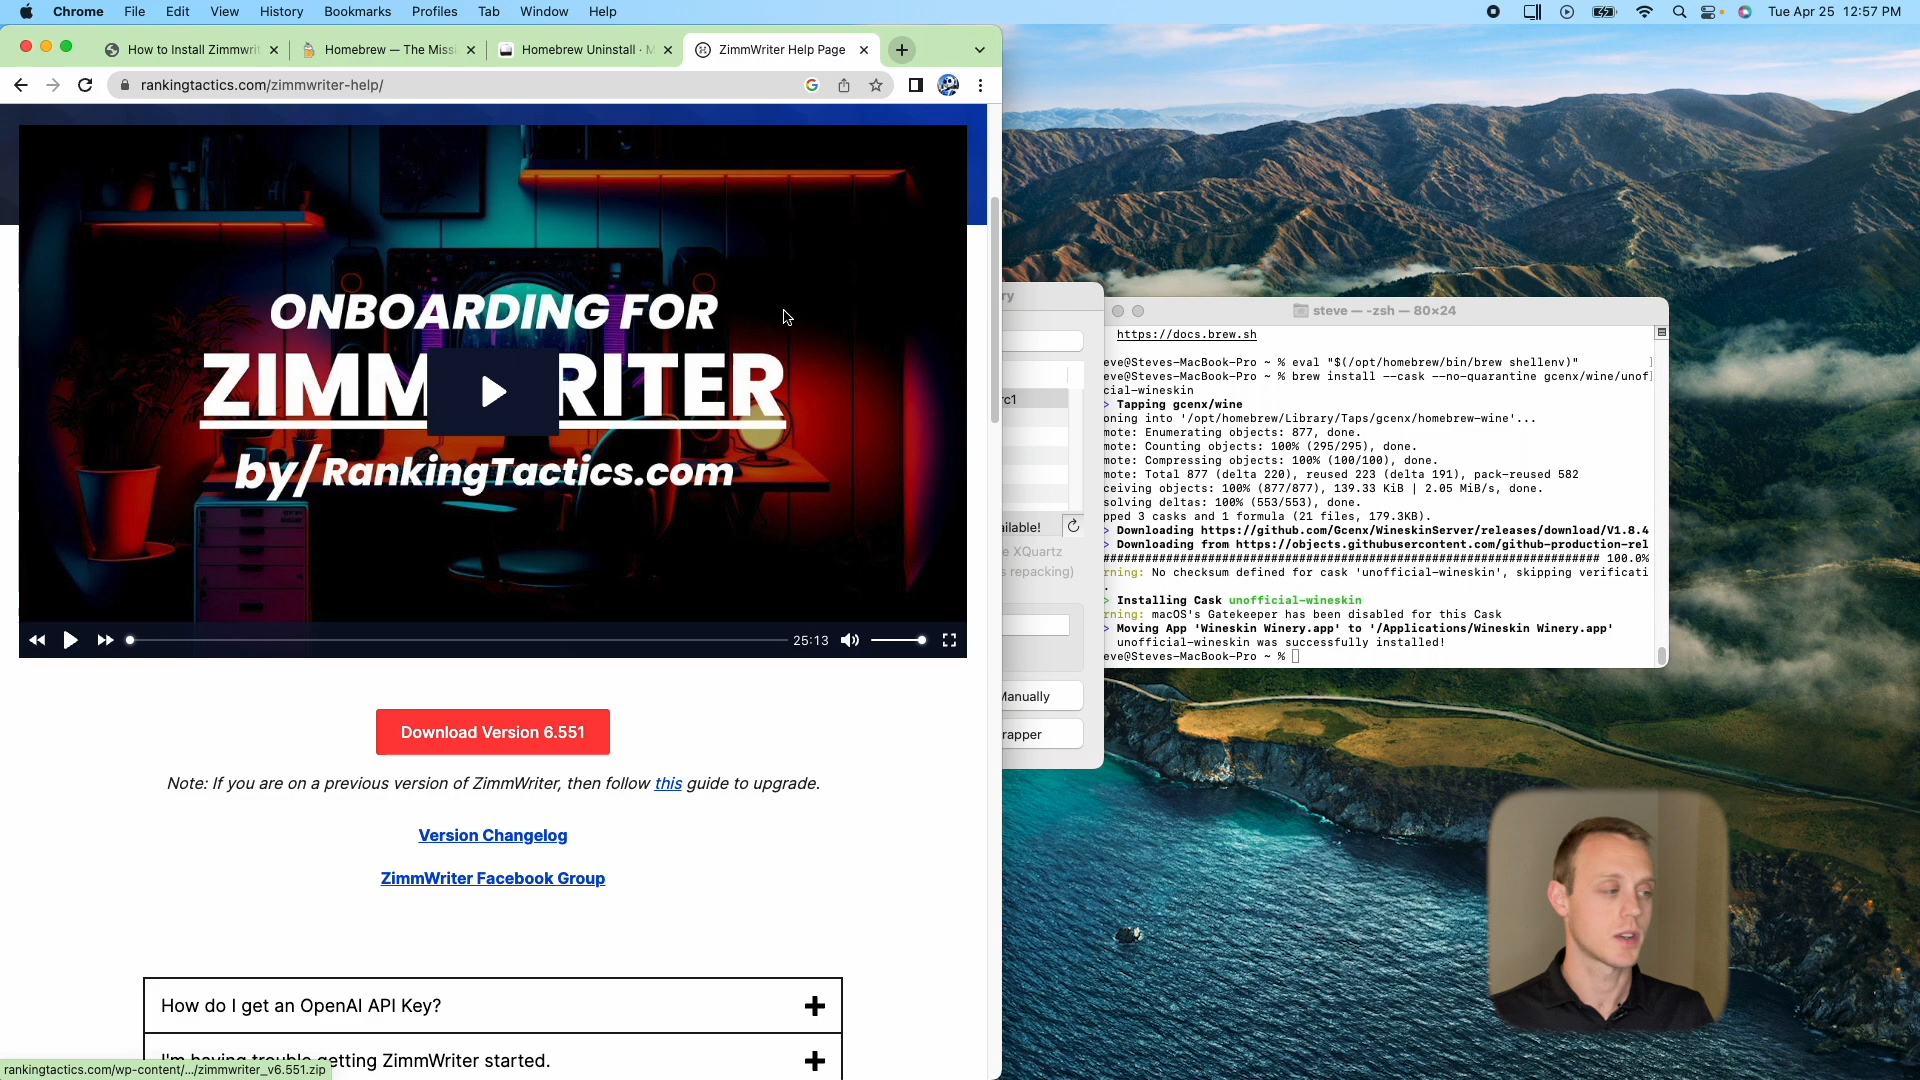 Chrome File Edit View History Bookmarks Profiles Tab Window Help
Tue Apr 25 12:57 PM
How to Install Zimmwrit
Homebrew — The Missi
Homebrew Uninstall · M
ZimmWriter Help Page
rankingtactics.com/zimmwriter-help/
ONBOARDING FOR
ZIMM RITER
by/RankingTactics.com
25:13
Download Version 6.551
Note: If you are on a previous version of ZimmWriter, then follow this guide to upgrade.
Version Changelog
ZimmWriter Facebook Group
How do I get an OpenAI API Key?
I'm having trouble getting ZimmWriter started.
rankingtactics.com/wp-content/.../zimmwriter_v6.551.zip
ry
rc1
ailable!
e XQuartz
s repacking)
Manually
rapper
steve — -zsh — 80×24
https://docs.brew.sh
eve@Steves-MacBook-Pro ~ % eval "$(/opt/homebrew/bin/brew shellenv)"
eve@Steves-MacBook-Pro ~ % brew install --cask --no-quarantine gcenx/wine/unof
cial-wineskin
> Tapping gcenx/wine
oning into '/opt/homebrew/Library/Taps/gcenx/homebrew-wine'...
mote: Enumerating objects: 877, done.
mote: Counting objects: 100% (295/295), done.
mote: Compressing objects: 100% (100/100), done.
mote: Total 877 (delta 220), reused 223 (delta 191), pack-reused 582
ceiving objects: 100% (877/877), 139.33 KiB | 2.05 MiB/s, done.
solving deltas: 100% (553/553), done.
pped 3 casks and 1 formula (21 files, 179.3KB).
> Downloading https://github.com/Gcenx/WineskinServer/releases/download/V1.8.4
> Downloading from https://objects.githubusercontent.com/github-production-rel
######################################################################## 100.0%
rning: No checksum defined for cask 'unofficial-wineskin', skipping verificati
.
> Installing Cask unofficial-wineskin
rning: macOS's Gatekeeper has been disabled for this Cask
> Moving App 'Wineskin Winery.app' to '/Applications/Wineskin Winery.app'
unofficial-wineskin was successfully installed!
eve@Steves-MacBook-Pro ~ %